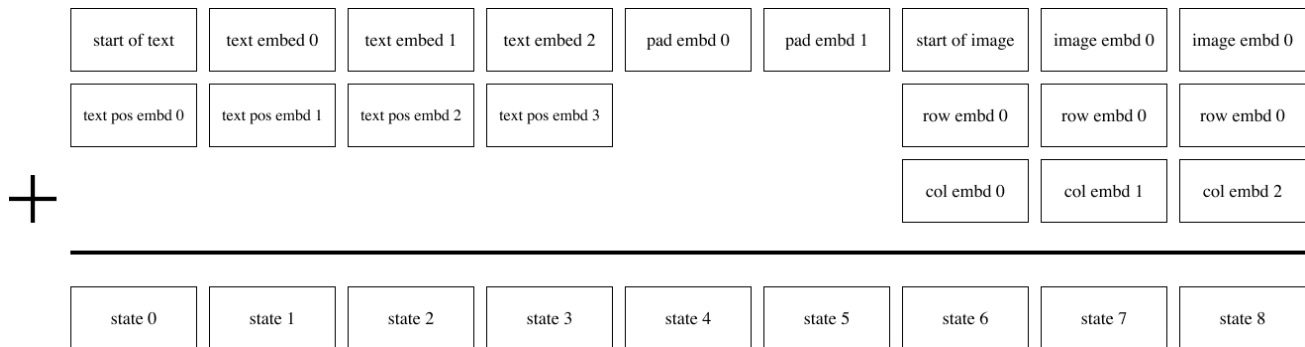 start of text text embed 0 text embed 1 text embed 2 pad embd 0 pad embd 1 start of image image embd 0 image embd 0
text pos embd 0 text pos embd 1 text pos embd 2 text pos embd 3 row embd 0 row embd 0 row embd 0
+ col embd 0 col embd 1 col embd 2
state 0 state 1 state 2 state 3 state 4 state 5 state 6 state 7 state 8